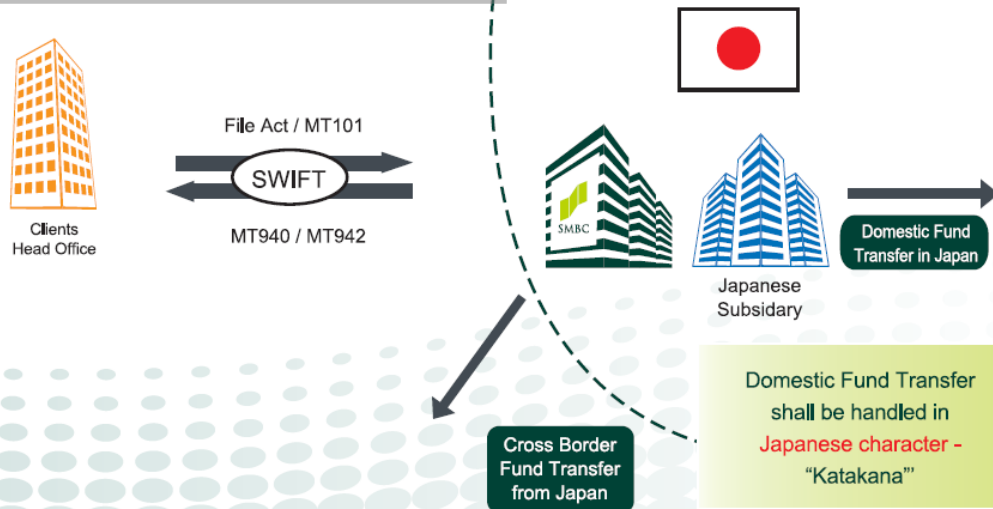 File Act / MT101
SWIFT
MT940 / MT942
Clients
Head Office
SMBC
Japanese
Subsidary
Domestic Fund
Transfer in Japan
Cross Border
Fund Transfer
from Japan
Domestic Fund Transfer
shall be handled in
Japanese character -
“Katakana”’